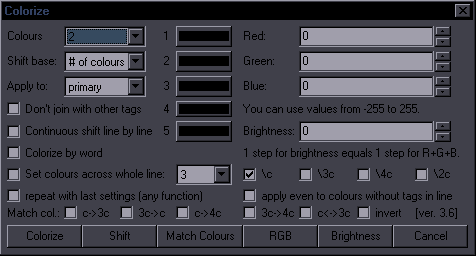 Colorize
Colours 2 1 Red: 0
Shift base: # of colours 2 Green: 0
Apply to: primary 3 Blue: 0
Don't join with other tags 4 You can use values from -255 to 255.
Continuous shift line by line 5 Brightness: 0
Colorize by word 1 step for brightness equals 1 step for R+G+B.
Set colours across whole line: 3 \c \3c \4c \2c
repeat with last settings (any function) apply even to colours without tags in line
Match col.: c->3c 3c->c c->4c 3c->4c c<->3c invert [ver. 3.6]
Colorize Shift Match Colours RGB Brightness Cancel